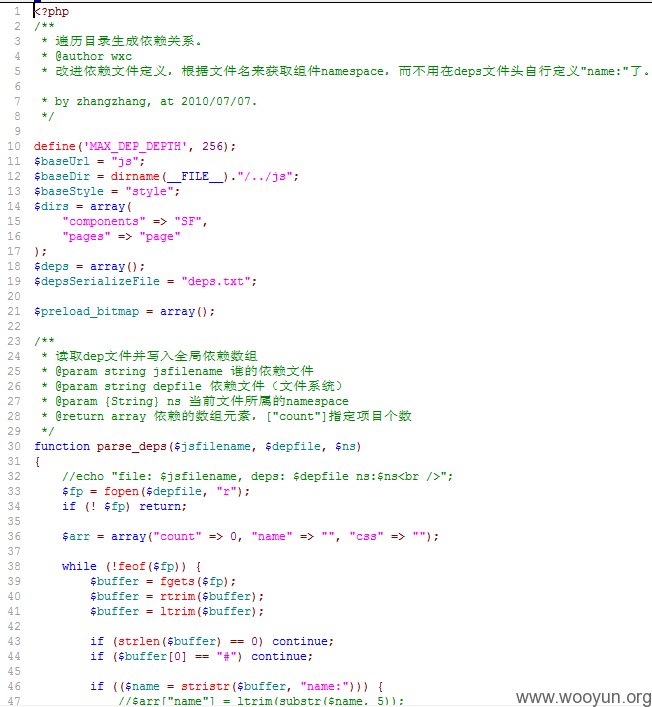 1 <?php
2 /**
3  * 遍历目录生成依赖关系。
4  * @author wxc
5  * 改进依赖文件定义，根据文件名来获取组件namespace，而不用在deps文件头自行定义"name:"了。
6
7  * by zhangzhang, at 2010/07/07.
8  */
9
10 define('MAX_DEP_DEPTH', 256);
11 $baseUrl = "js";
12 $baseDir = dirname(__FILE__)."/../js";
13 $baseStyle = "style";
14 $dirs = array(
15     "components" => "SF",
16     "pages" => "page"
17 );
18 $deps = array();
19 $depsSerializeFile = "deps.txt";
20
21 $preload_bitmap = array();
22
23 /**
24  * 读取dep文件并写入全局依赖数组
25  * @param string jsfilename 谁的依赖文件
26  * @param string depfile 依赖文件（文件系统）
27  * @param {String} ns 当前文件所属的namespace
28  * @return array 依赖的数组元素，["count"]指定项目个数
29  */
30 function parse_deps($jsfilename, $depfile, $ns)
31 {
32     //echo "file: $jsfilename, deps: $depfile ns:$ns<br />";
33     $fp = fopen($depfile, "r");
34     if (! $fp) return;
35
36     $arr = array("count" => 0, "name" => "", "css" => "");
37
38     while (!feof($fp)) {
39         $buffer = fgets($fp);
40         $buffer = rtrim($buffer);
41         $buffer = ltrim($buffer);
42
43         if (strlen($buffer) == 0) continue;
44         if ($buffer[0] == "#") continue;
45
46         if (($name = stristr($buffer, "name:"))) {
47             //$arr["name"] = ltrim(substr($name, 5));
www.wooyun.org